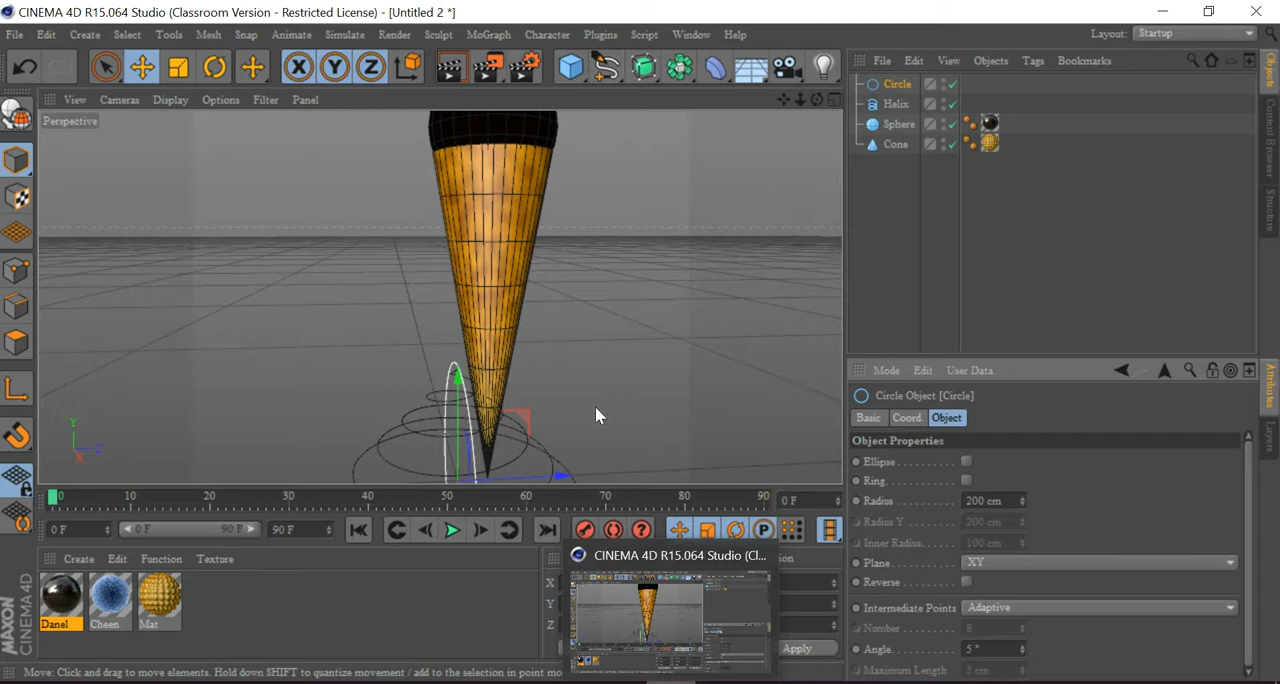 CINEMA 4D R15.064 Studio (Classroom Version - Restricted License) - [Untitled 2 *]
File Edit Create Select Tools Mesh Snap Animate Simulate Render Sculpt MoGraph Character Plugins Script Window Help Layout: Startup
X Y Z
File Edit View Objects Tags Bookmarks
View Cameras Display Options Filter Panel
Perspective
Circle
Helix
Sphere
Cone
Objects
Content Browser
Structure
Mode Edit User Data
Circle Object [Circle]
Basic Coord. Object
Object Properties
Ellipse
Ring
Radius 200 cm
Radius Y 200 cm
Inner Radius 100 cm
Plane XY
Reverse
Intermediate Points Adaptive
Number 8
Angle 5 °
Maximum Length 5 cm
Attributes
Layers
Y
X
0 10 20 30 40 50 60 70 80 90 0 F
0 F 0 F 90 F 90 F
P
Create Edit Function Texture
CINEMA 4D R15.064 Studio (Cl...
X
Y
Z
Apply
Danel Cheen Mat
MAXON
CINEMA 4D
Move: Click and drag to move elements. Hold down SHIFT to quantize movement / add to the selection in point mo